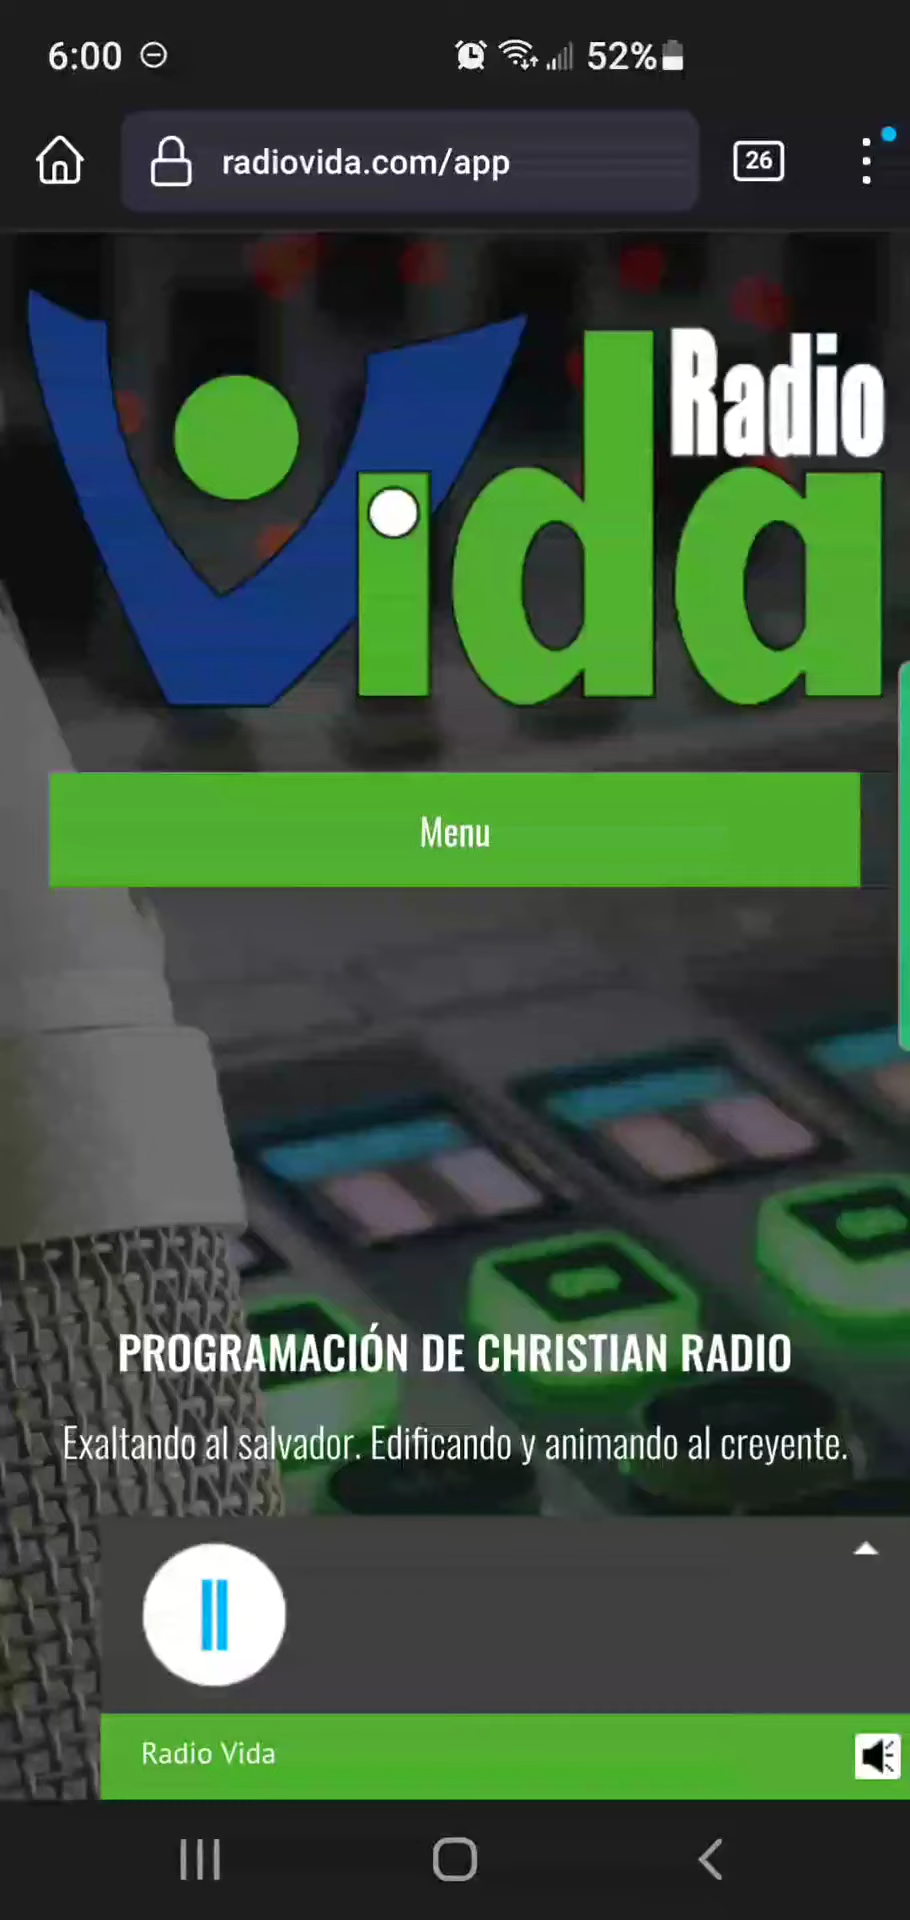 6:00 52%
radiovida.com/app 26
Radio
Vida
Menu
PROGRAMACIÓN DE CHRISTIAN RADIO
Exaltando al salvador. Edificando y animando al creyente.
Radio Vida